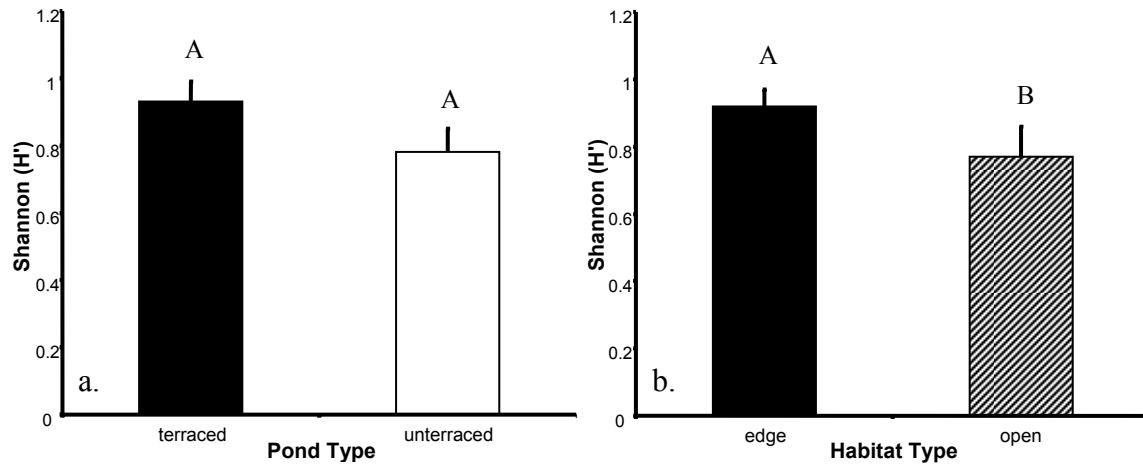 1.2
A
1
A
0.8
Shannon (H')
0.6
0.4
0.2
a.
0
terraced
unterraced
Pond Type
1.2
A
1
B
0.8
Shannon (H')
0.6
0.4
0.2
b.
0
edge
open
Habitat Type